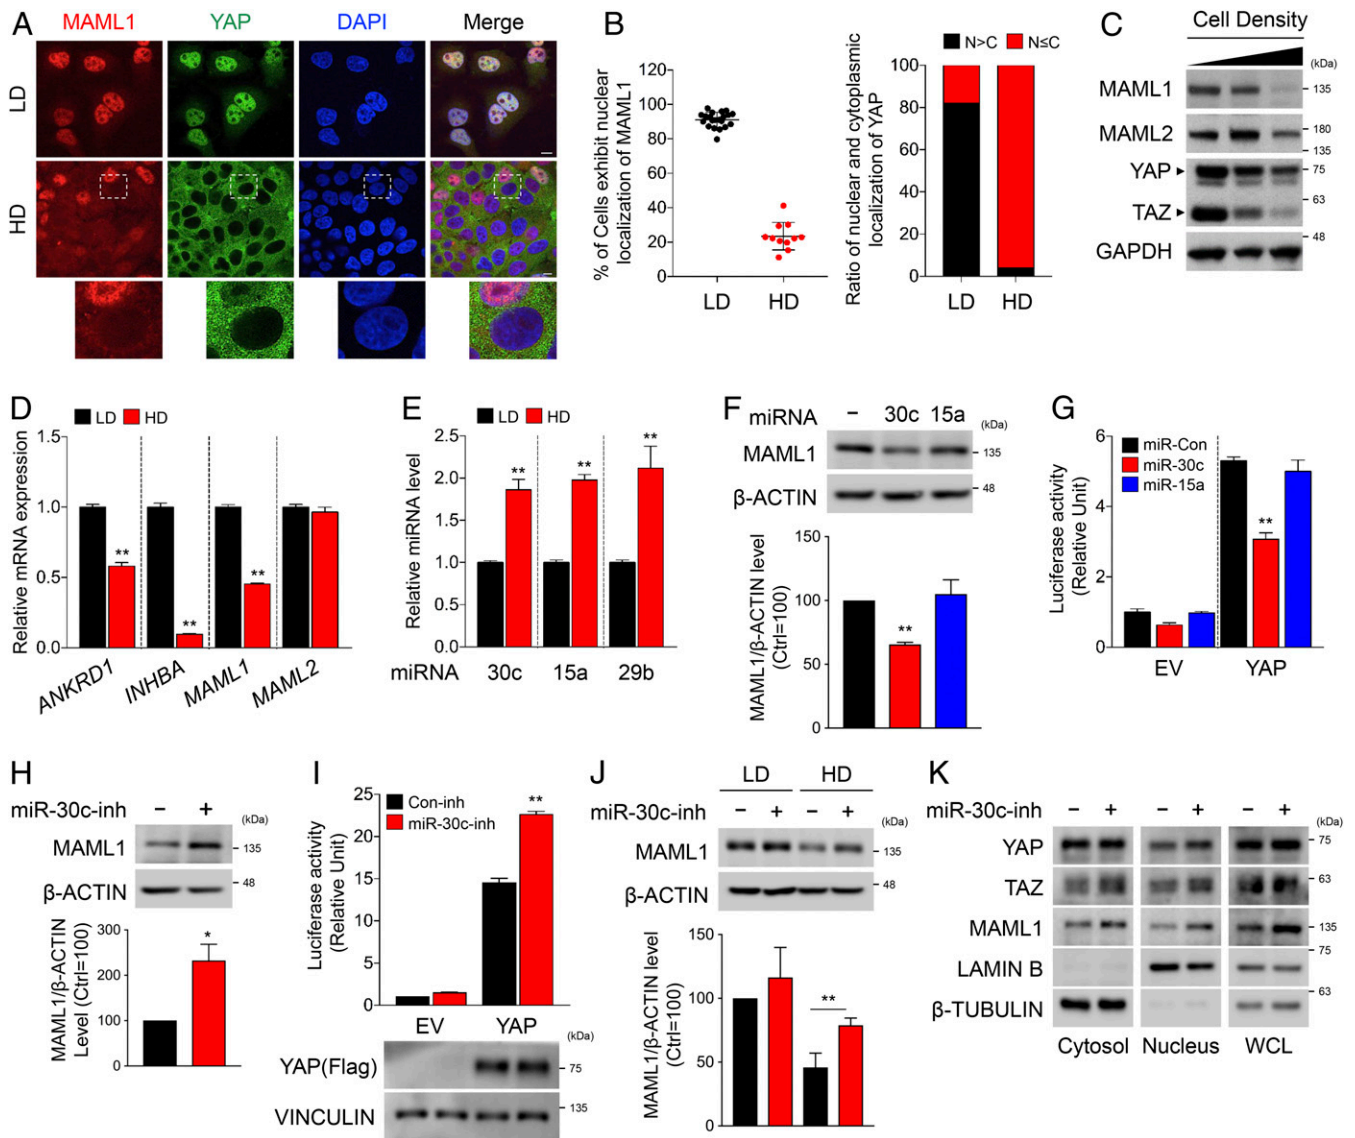 A
MAML1 YAP DAPI Merge
LD
HD
B
% of Cells exhibit nuclear
localization of MAML1
120
100
80
60
40
20
0
LD HD
N>C N≤C
Ratio of nuclear and cytoplasmic
localization of YAP
100
80
60
40
20
0
LD HD
C
Cell Density
(kDa)
MAML1
135
MAML2
180
135
YAP
75
TAZ
63
48
GAPDH
D
LD HD
Relative mRNA expression
1.5
1.0
0.5
0.0
** ** **
ANKRD1 INHBA MAML1 MAML2
E
LD HD
Relative miRNA level
2.5
2.0
1.5
1.0
0.5
0.0
** ** **
miRNA 30c 15a 29b
F
miRNA – 30c 15a
(kDa)
MAML1
135
β-ACTIN
48
MAML1/β-ACTIN level
(Ctrl=100)
150
100
50
0
**
G
Luciferase activity
(Relative Unit)
6
4
2
0
miR-Con
miR-30c
miR-15a
**
EV YAP
H
miR-30c-inh – +
(kDa)
MAML1
135
β-ACTIN
48
MAML1/β-ACTIN
Level (Ctrl=100)
300
200
100
0
*
I
Luciferase activity
(Relative Unit)
25
20
15
10
5
0
Con-inh
miR-30c-inh
**
EV YAP
(kDa)
YAP(Flag)
75
VINCULIN
135
J
LD HD
miR-30c-inh – + – +
(kDa)
MAML1
135
β-ACTIN
48
MAML1/β-ACTIN level
(Ctrl=100)
150
100
50
0
**
K
miR-30c-inh – + – + – +
(kDa)
YAP
75
TAZ
63
48
MAML1
135
75
LAMIN B
63
β-TUBULIN
Cytosol Nucleus WCL